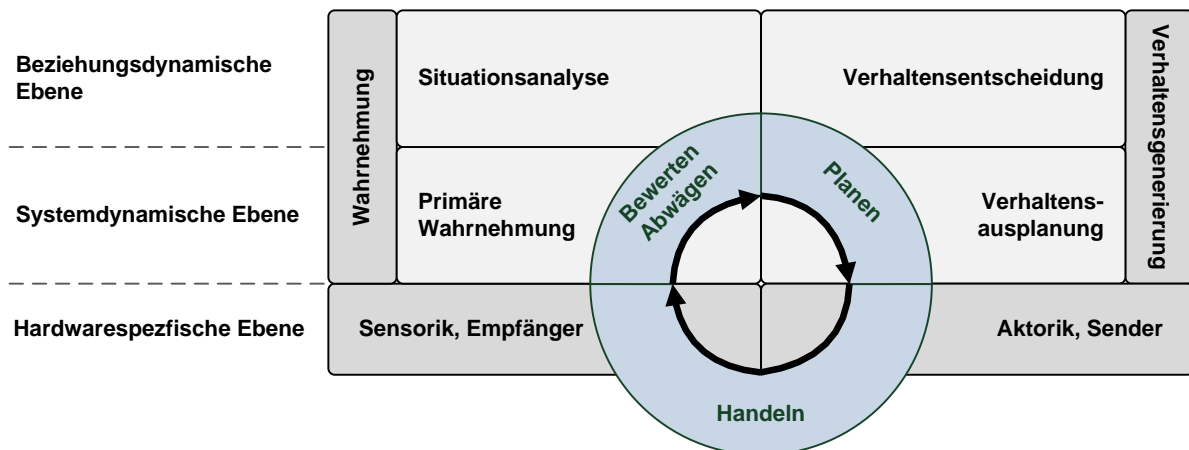 Beziehungsdynamische
Ebene
Wahrnehmung
Situationsanalyse
Verhaltensentscheidung
Verhaltensgenerierung
Systemdynamische Ebene
Primäre
Wahrnehmung
Bewerten
Abwägen
Planen
Verhaltens-
ausplanung
Hardwarespezfische Ebene
Sensorik, Empfänger
Aktorik, Sender
Handeln